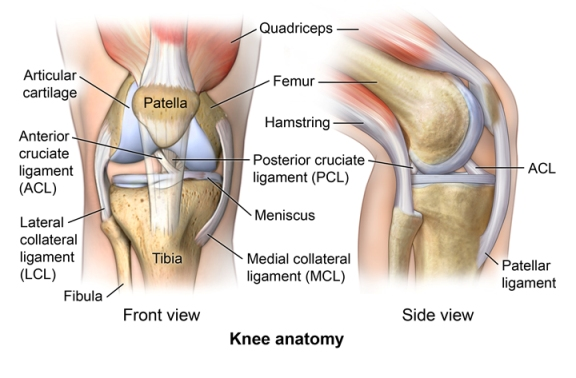 Quadriceps
Articular
cartilage
Femur
Patella
Hamstring
Anterior
cruciate
ligament
(ACL)
Posterior cruciate
ligament (PCL)
ACL
Meniscus
Lateral
collateral
ligament
(LCL)
Tibia
Medial collateral
ligament (MCL)
Patellar
ligament
Fibula
Front view
Side view
Knee anatomy